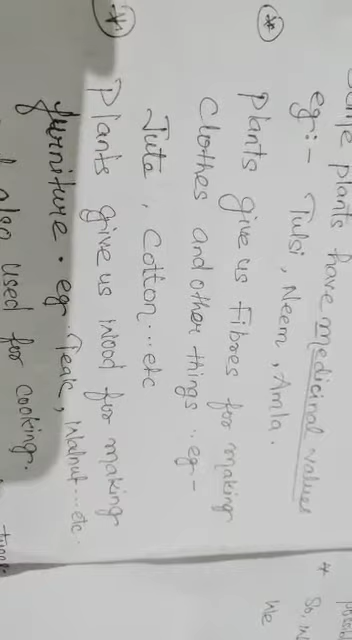 Some plants have medicinal values
eg:- Tulsi, Neem, Amla.
* Plants give us Fibres for making
Clothes and other things.. eg-
Jute, Cotton... etc
* Plants give us Wood for making
furniture. eg. Teak, Walnut... etc.
also used for cooking.
* So,
We